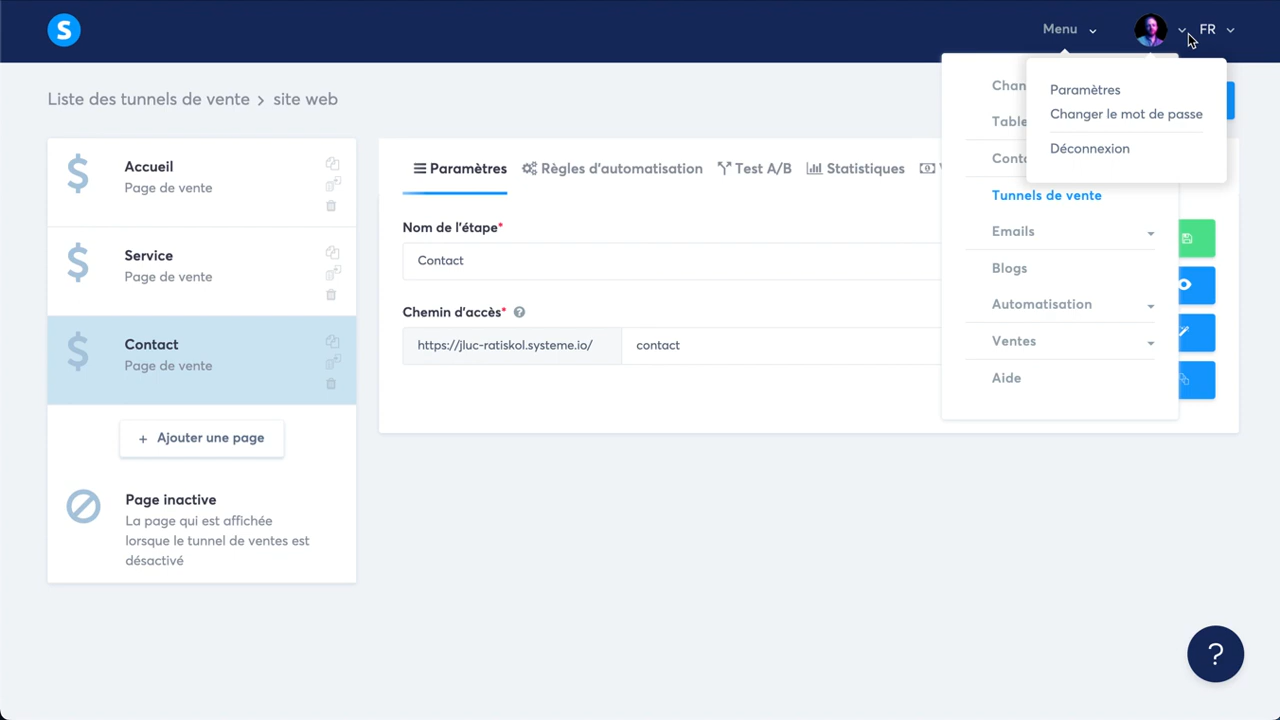 S
Menu
FR
Liste des tunnels de vente > site web
Paramètres
Changer le mot de passe
Déconnexion
Tunnels de vente
Emails
Blogs
Automatisation
Ventes
Aide
Accueil
Page de vente
Service
Page de vente
Contact
Page de vente
+ Ajouter une page
Page inactive
La page qui est affichée
lorsque le tunnel de ventes est
désactivé
Paramètres Règles d'automatisation Test A/B Statistiques
Nom de l'étape*
Contact
Chemin d'accès* ?
https://jluc-ratiskol.systeme.io/ contact
?